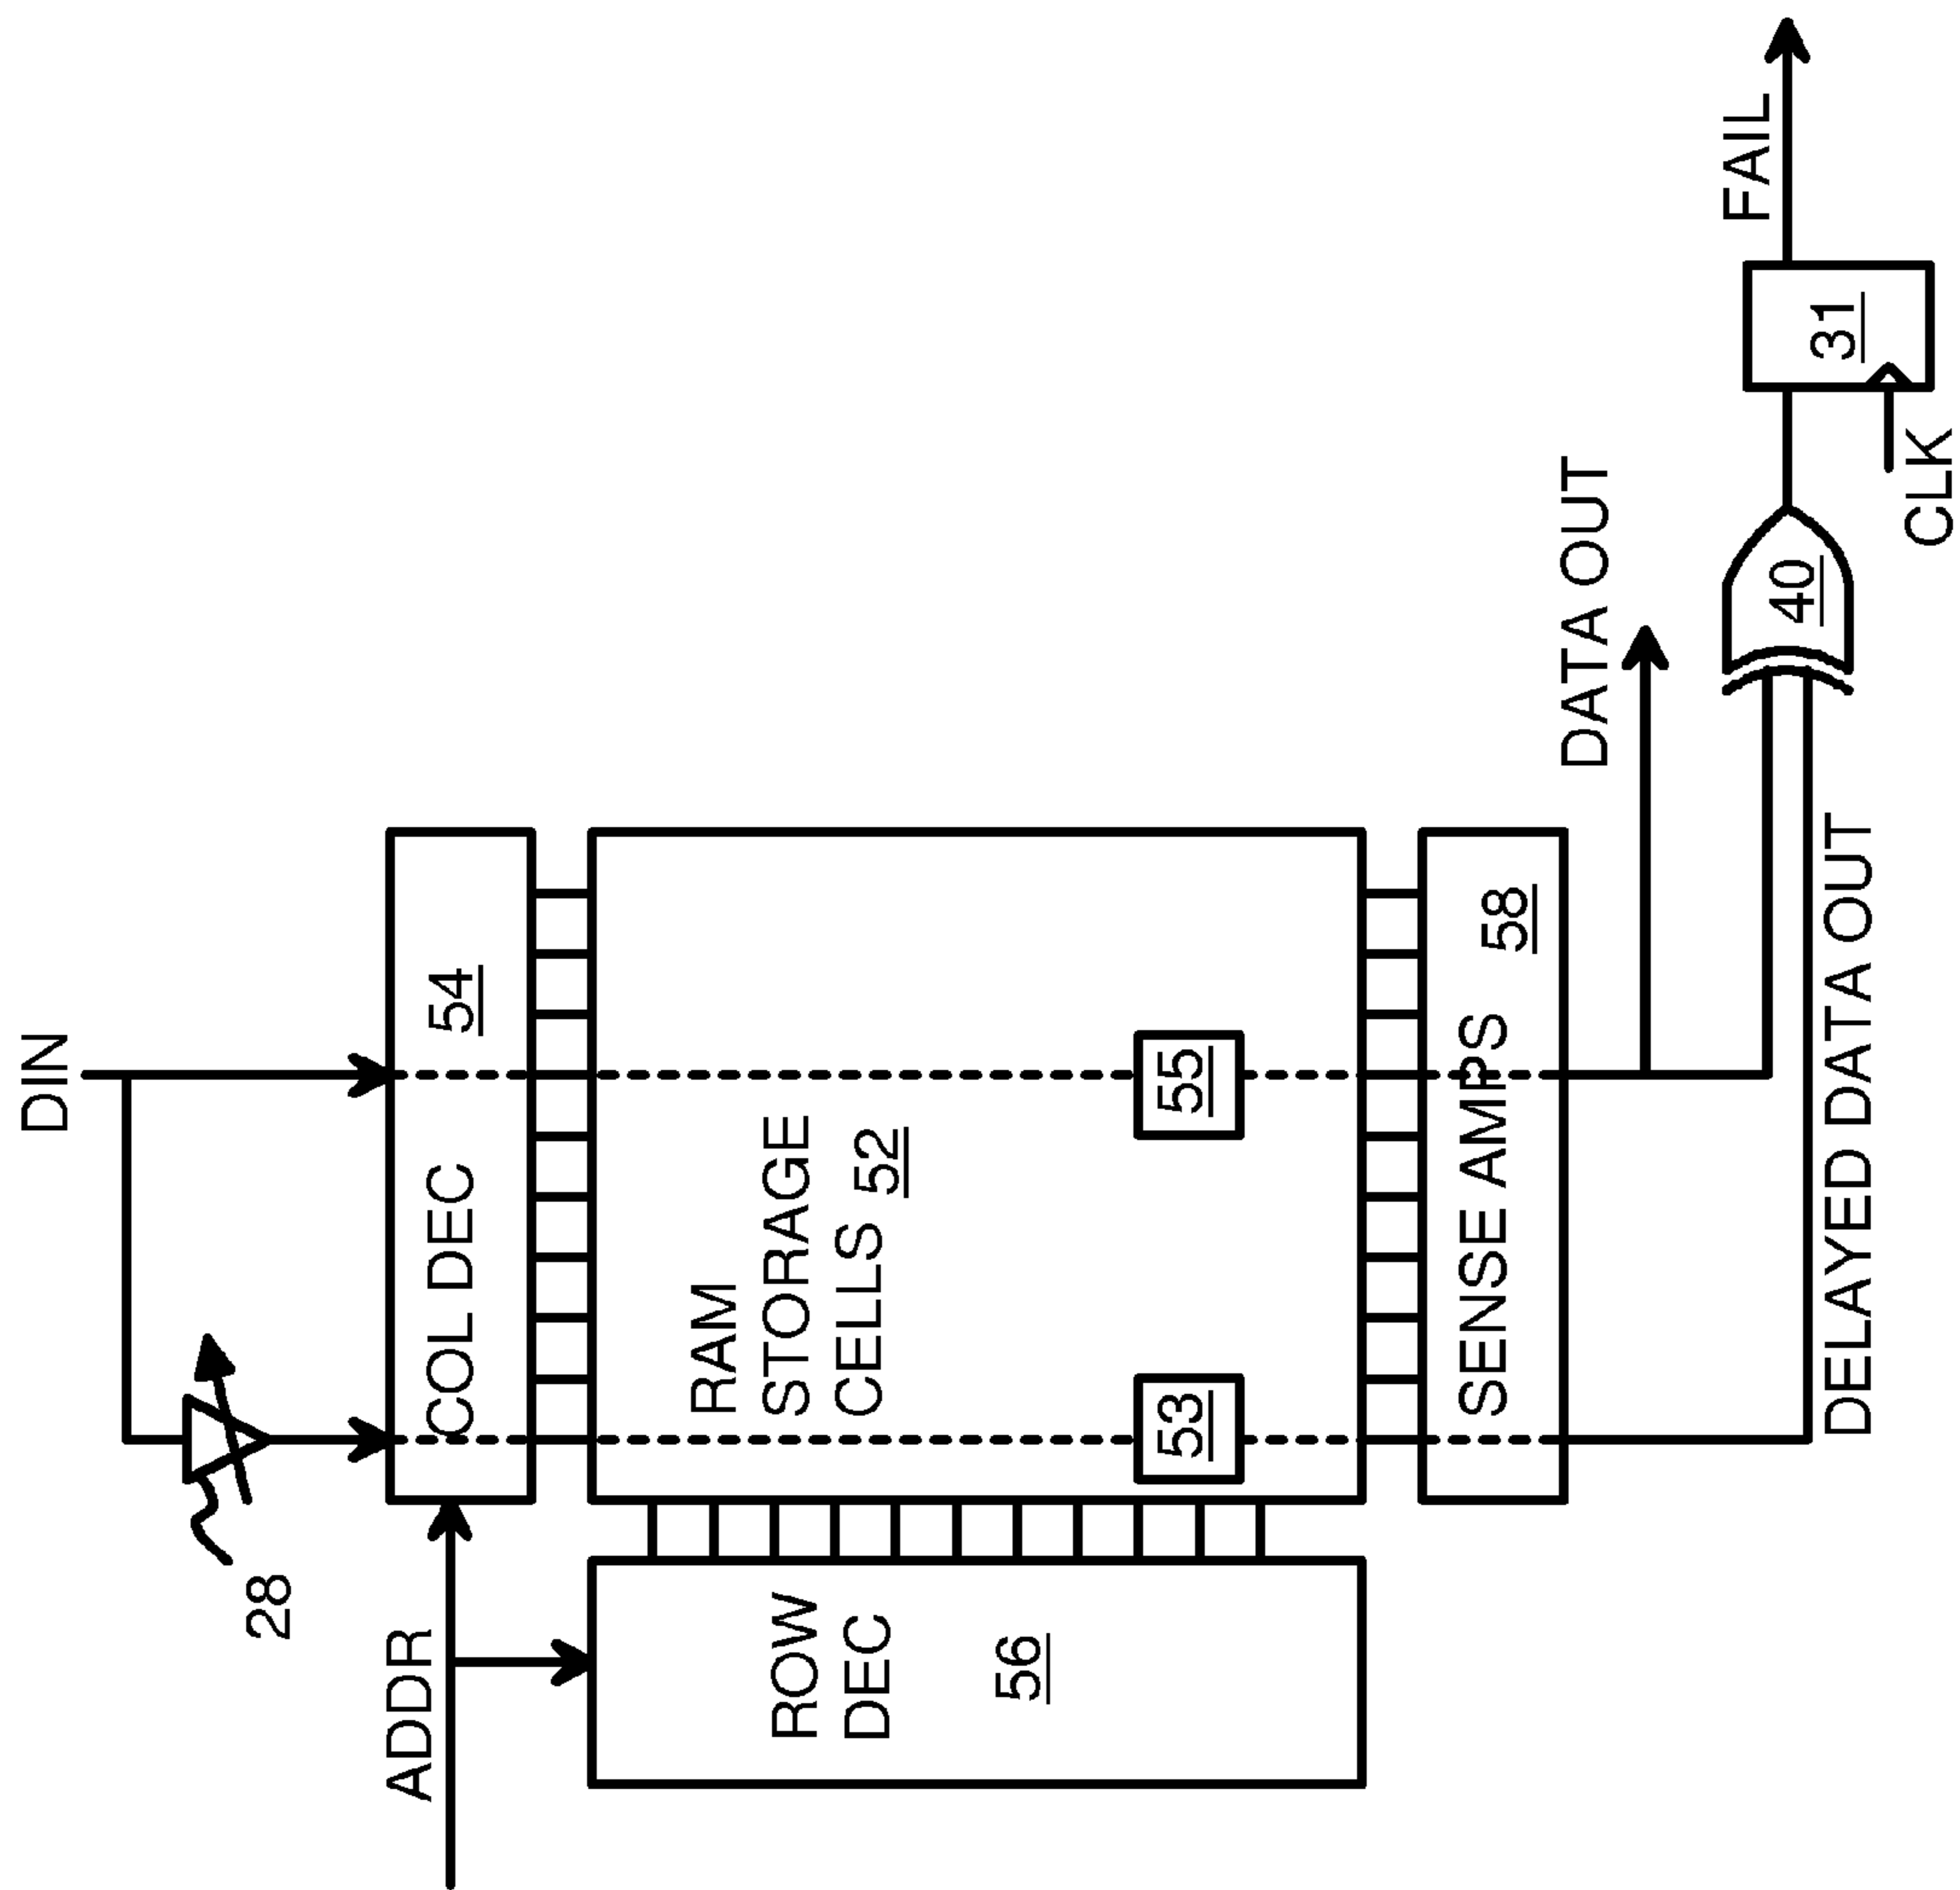 DIN
28
ADDR
COL DEC 54
RAM
STORAGE
CELLS 52
ROW
DEC
56
53
55
SENSE AMPS 58
DATA OUT
DELAYED DATA OUT
40
CLK
31
FAIL